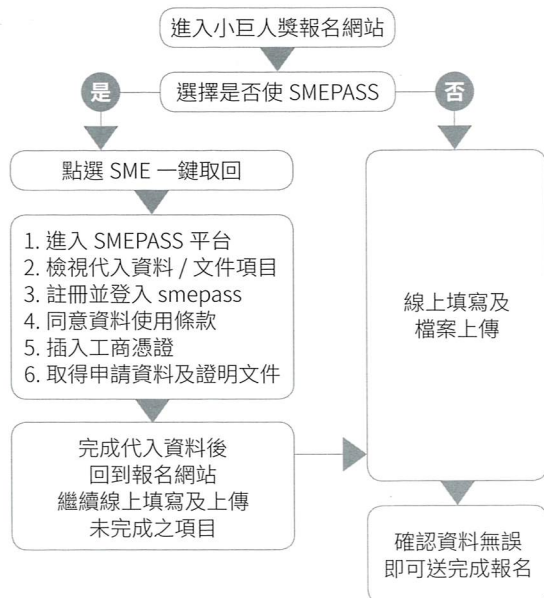 進入小巨人獎報名網站
選擇是否使 SMEPASS
是
否
點選 SME 一鍵取回
1. 進入 SMEPASS 平台
2. 檢視代入資料 / 文件項目
3. 註冊並登入 smepass
4. 同意資料使用條款
5. 插入工商憑證
6. 取得申請資料及證明文件
完成代入資料後
回到報名網站
繼續線上填寫及上傳
未完成之項目
線上填寫及
檔案上傳
確認資料無誤
即可送完成報名